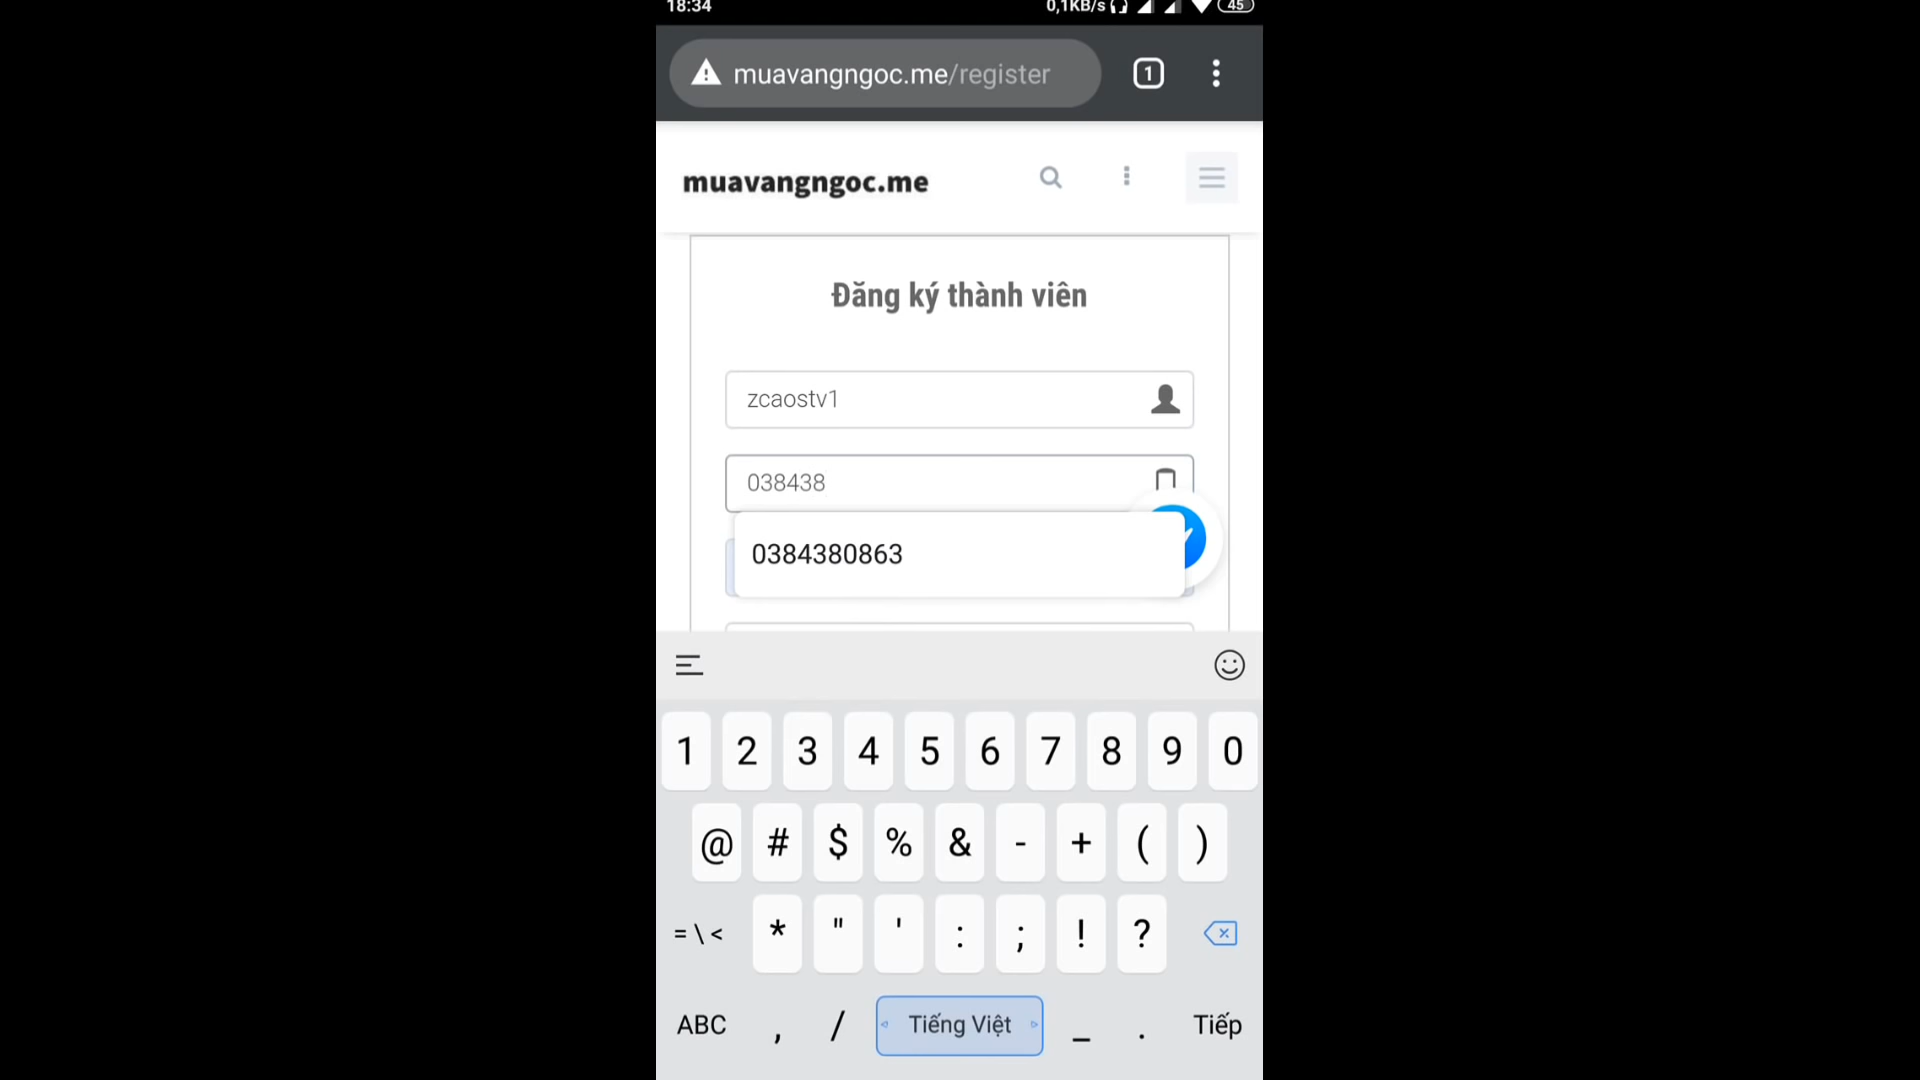 18:34
0,1KB/s
45
muavangngoc.me/register
1
muavangngoc.me
Đăng ký thành viên
zcaostv1
038438
0384380863
1 2 3 4 5 6 7 8 9 0
@ # $ % & - + ( )
= \ < * " ' : ; ! ?
ABC , / Tiếng Việt _ . Tiếp